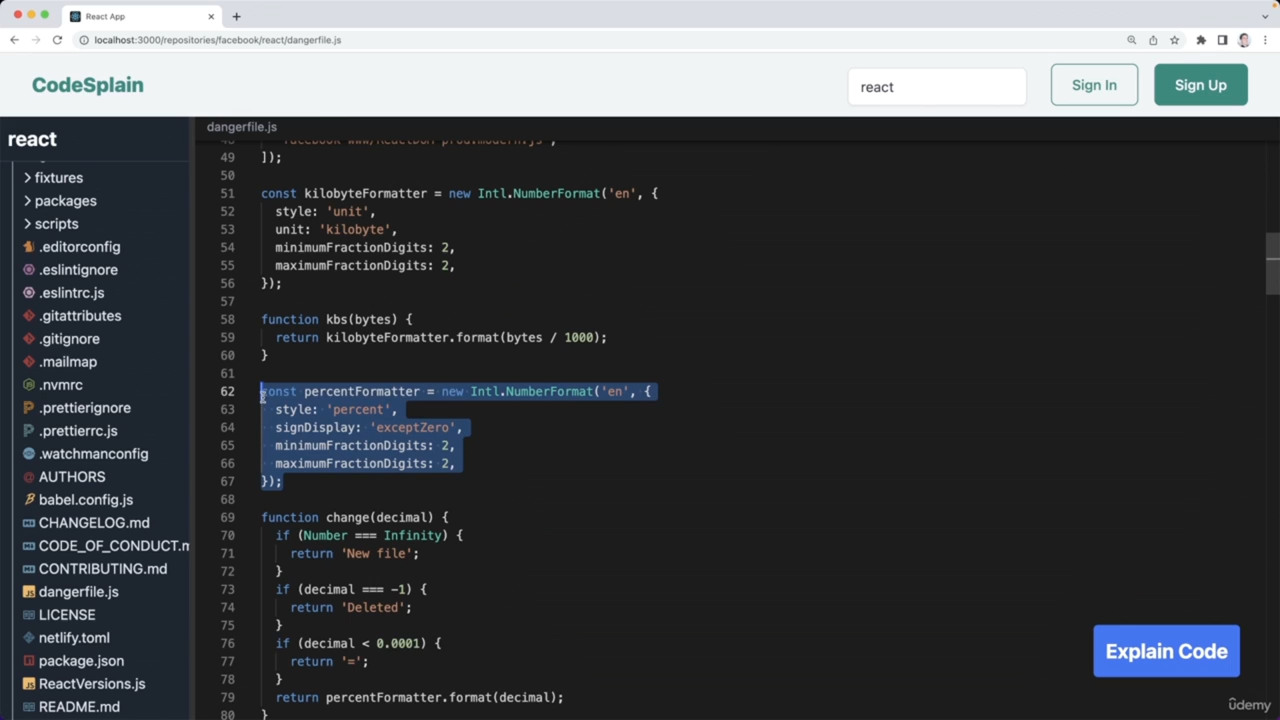 React App
localhost:3000/repositories/facebook/react/dangerfile.js
CodeSplain
react
Sign In
Sign Up
react
fixtures
packages
scripts
.editorconfig
.eslintignore
.eslintrc.js
.gitattributes
.gitignore
.mailmap
.nvmrc
.prettierignore
.prettierrc.js
.watchmanconfig
AUTHORS
babel.config.js
CHANGELOG.md
CODE_OF_CONDUCT.m
CONTRIBUTING.md
dangerfile.js
LICENSE
netlify.toml
package.json
ReactVersions.js
README.md
dangerfile.js
49 ]);
50
51 const kilobyteFormatter = new Intl.NumberFormat('en', {
52 style: 'unit',
53 unit: 'kilobyte',
54 minimumFractionDigits: 2,
55 maximumFractionDigits: 2,
56 });
57
58 function kbs(bytes) {
59 return kilobyteFormatter.format(bytes / 1000);
60 }
61
62 const percentFormatter = new Intl.NumberFormat('en', {
63 style: 'percent',
64 signDisplay: 'exceptZero',
65 minimumFractionDigits: 2,
66 maximumFractionDigits: 2,
67 });
68
69 function change(decimal) {
70 if (Number === Infinity) {
71 return 'New file';
72 }
73 if (decimal === -1) {
74 return 'Deleted';
75 }
76 if (decimal < 0.0001) {
77 return '=';
78 }
79 return percentFormatter.format(decimal);
80 }
Explain Code
ûdemy